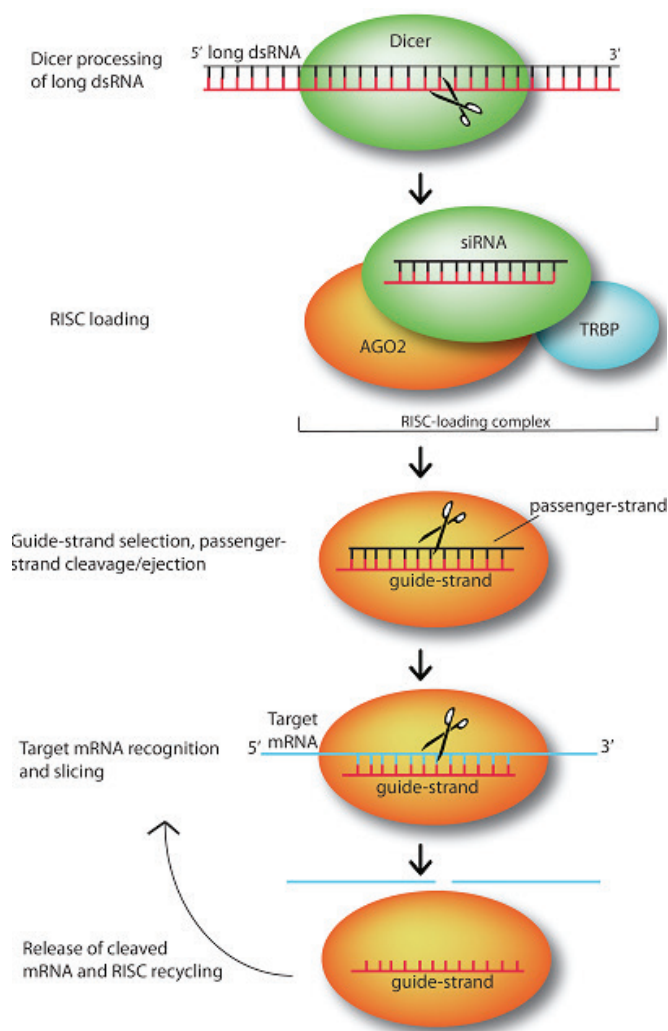 5' long dsRNA
Dicer
3'
Dicer processing
of long dsRNA
siRNA
RISC loading
AGO2
TRBP
RISC-loading complex
passenger-strand
Guide-strand selection, passenger-
strand cleavage/ejection
guide-strand
Target
mRNA
5'
3'
Target mRNA recognition
and slicing
guide-strand
Release of cleaved
mRNA and RISC recycling
guide-strand